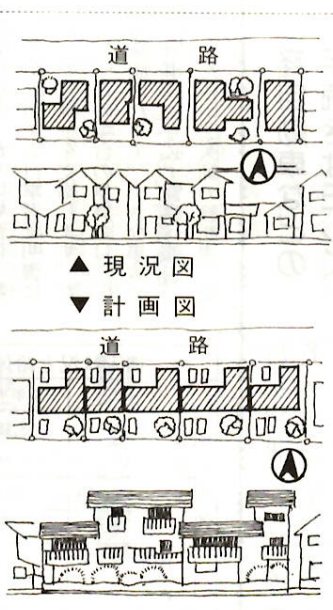 道 路
▲ 現 況 図
▼ 計 画 図
道 路